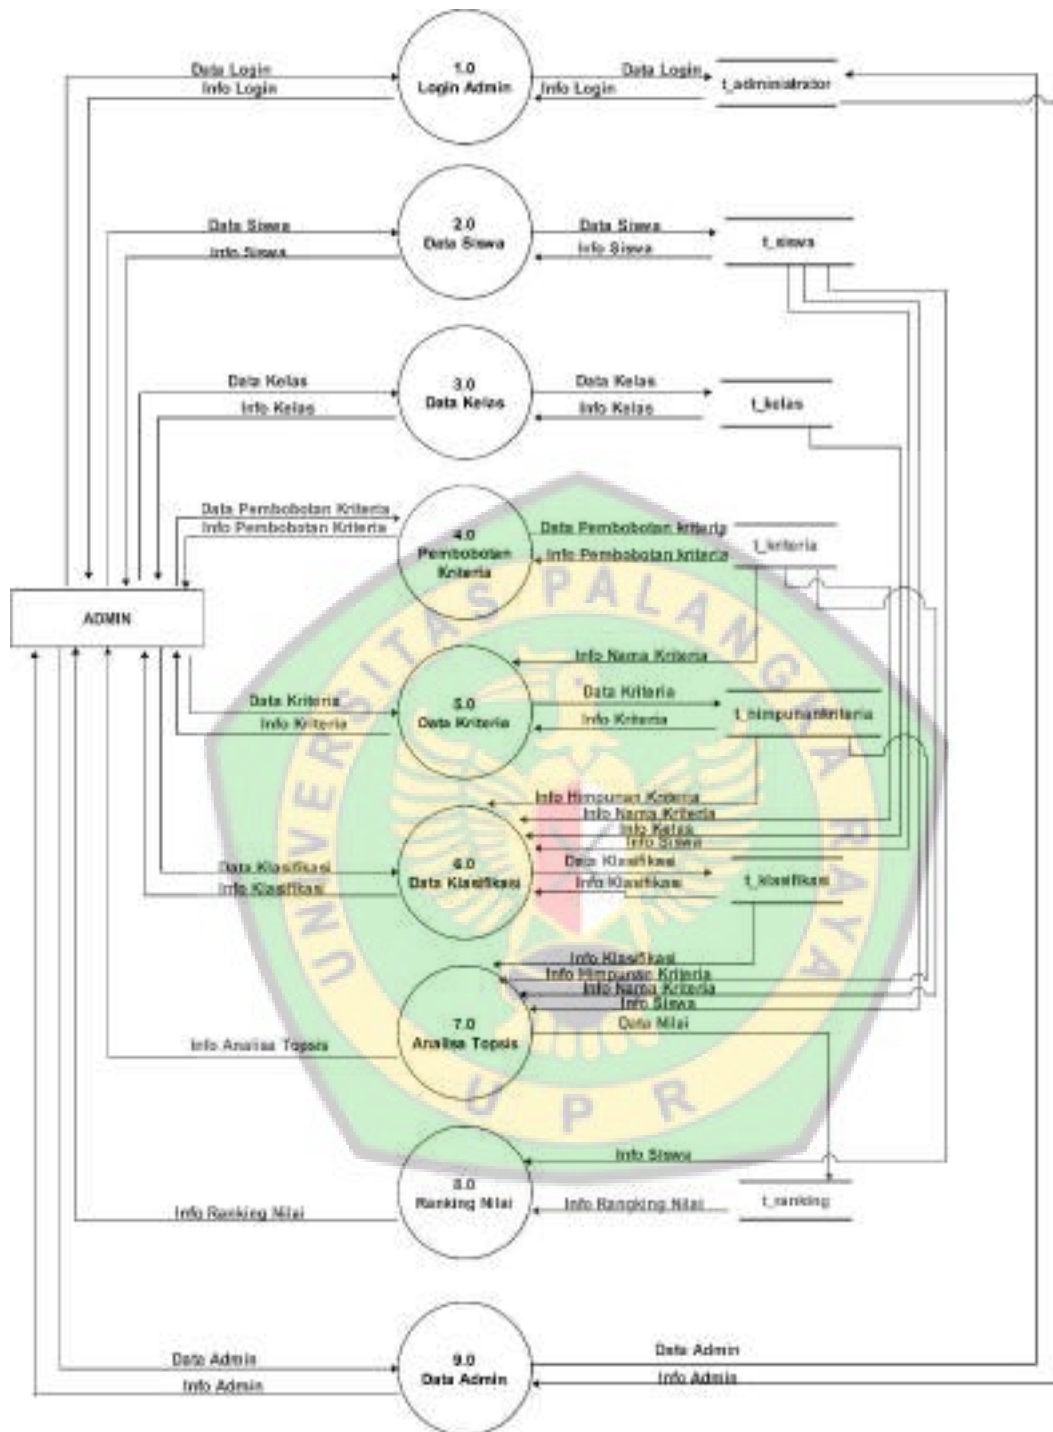 Data Login
Info Login
1.0
Login Admin
Data Login
Info Login
t_administrator
Data Siswa
Info Siswa
2.0
Data Siswa
Data Siswa
Info Siswa
t_siswa
Data Kelas
Info Kelas
3.0
Data Kelas
Data Kelas
Info Kelas
t_kelas
Data Pembobotan Kriteria
Info Pembobotan Kriteria
4.0
Pembobotan
Kriteria
Data Pembobotan kriteria
Info Pembobotan kriteria
t_kriteria
ADMIN
Info Nama Kriteria
Data Kriteria
Info Kriteria
5.0
Data Kriteria
Data Kriteria
Info Kriteria
t_himpunankriteria
Info Himpunan Kriteria
Info Nama Kriteria
Info Kelas
Info Siswa
Data Klasifikasi
Info Klasifikasi
6.0
Data Klasifikasi
Data Klasifikasi
Info Klasifikasi
t_klasifikasi
Info Klasifikasi
Info Himpunan Kriteria
Info Nama Kriteria
Info Siswa
Data Nilai
7.0
Analisa Topsis
Info Analisa Topsis
Info Siswa
8.0
Ranking Nilai
Info Ranking Nilai
Info Rangking Nilai
t_ranking
Data Admin
Info Admin
9.0
Data Admin
Data Admin
Info Admin
UNIVERSITAS PALANGKA RAYA
UPR